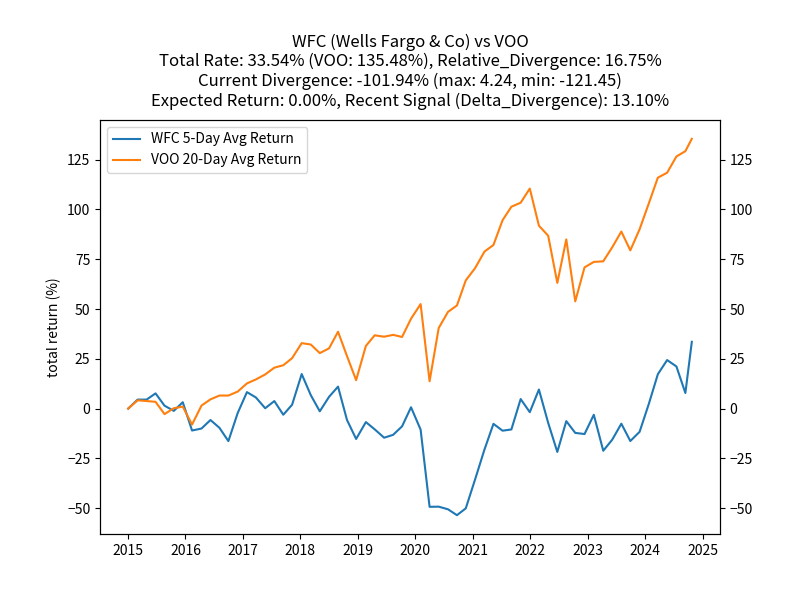 WFC (Wells Fargo & Co) vs VOO
Total Rate: 33.54% (VOO: 135.48%), Relative_Divergence: 16.75%
Current Divergence: -101.94% (max: 4.24, min: -121.45)
Expected Return: 0.00%, Recent Signal (Delta_Divergence): 13.10%
WFC 5-Day Avg Return
VOO 20-Day Avg Return
total return (%)
125
100
75
50
25
0
−25
−50
125
100
75
50
25
0
−25
−50
2015 2016 2017 2018 2019 2020 2021 2022 2023 2024 2025